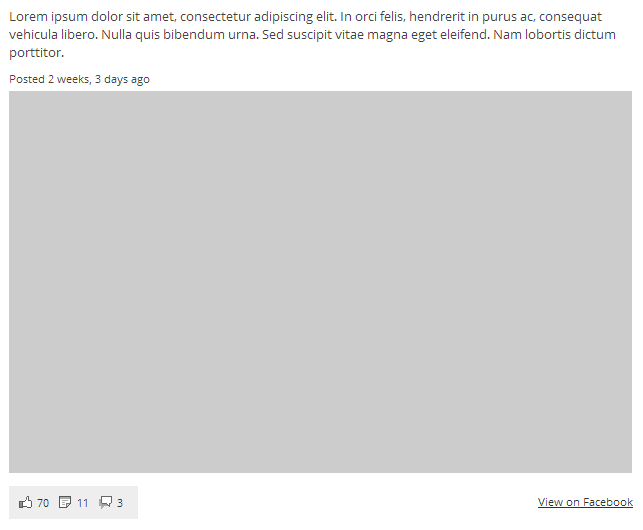 Lorem ipsum dolor sit amet, consectetur adipiscing elit. In orci felis, hendrerit in purus ac, consequat
vehicula libero. Nulla quis bibendum urna. Sed suscipit vitae magna eget eleifend. Nam lobortis dictum
porttitor.
Posted 2 weeks, 3 days ago
70 11 3 View on Facebook